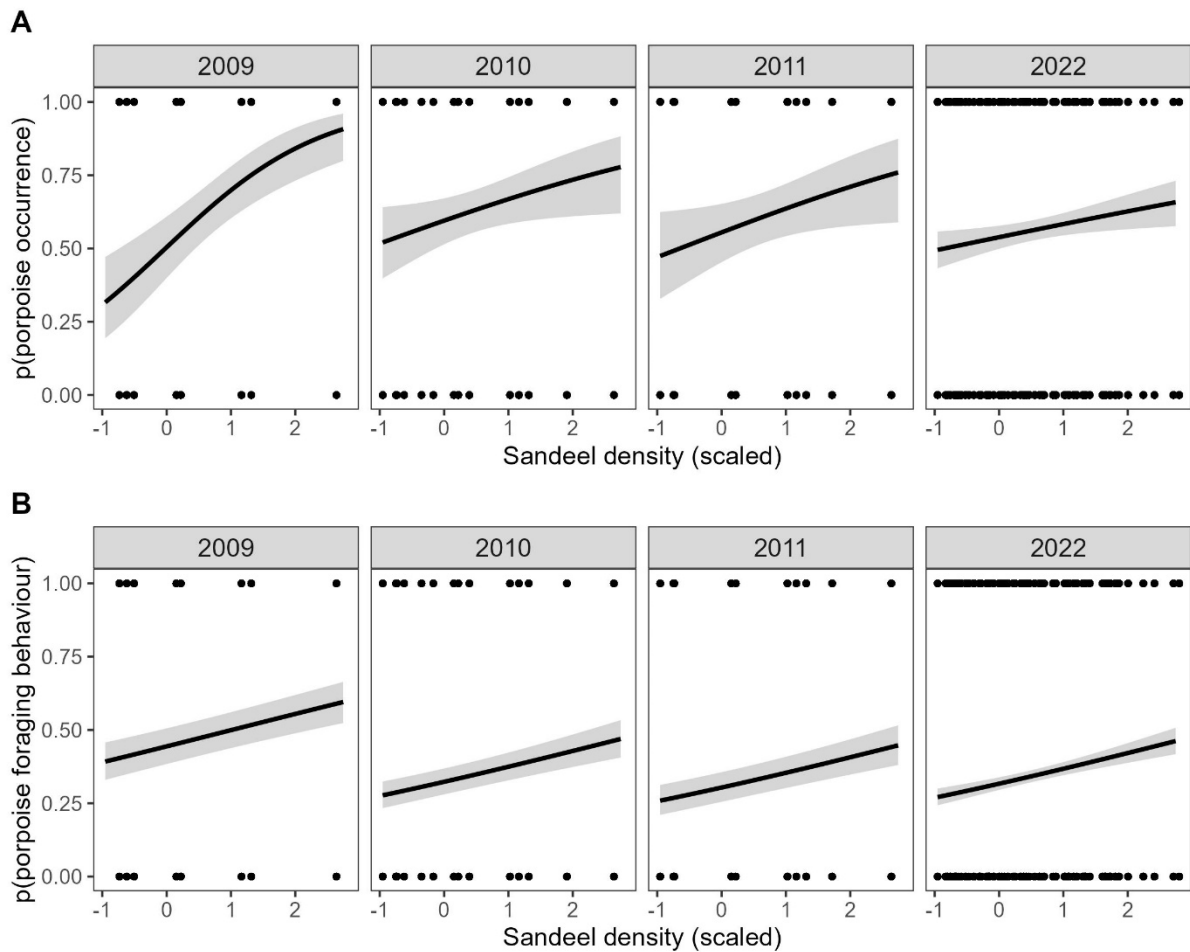 A
2009 2010 2011 2022
p(porpoise occurrence)
1.00
0.75
0.50
0.25
0.00
-1 0 1 2 -1 0 1 2 -1 0 1 2 -1 0 1 2
Sandeel density (scaled)
B
2009 2010 2011 2022
p(porpoise foraging behaviour)
1.00
0.75
0.50
0.25
0.00
-1 0 1 2 -1 0 1 2 -1 0 1 2 -1 0 1 2
Sandeel density (scaled)